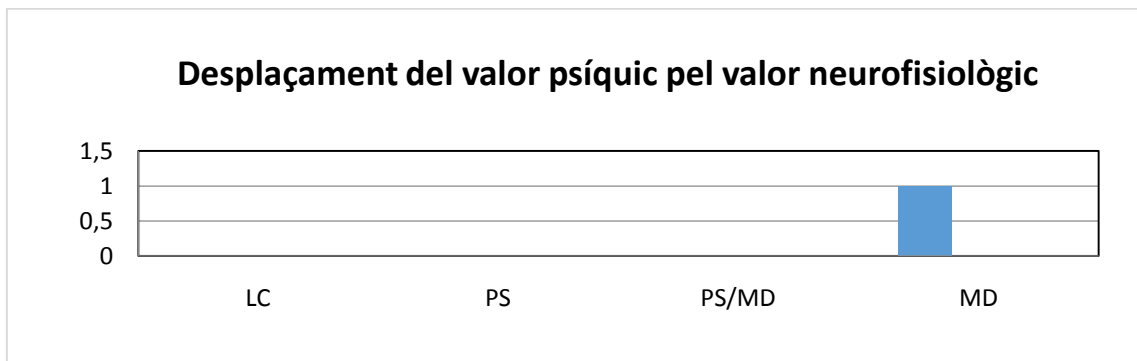 Desplaçament del valor psíquic pel valor neurofisiològic
1,5
1
0,5
0
LC PS PS/MD MD